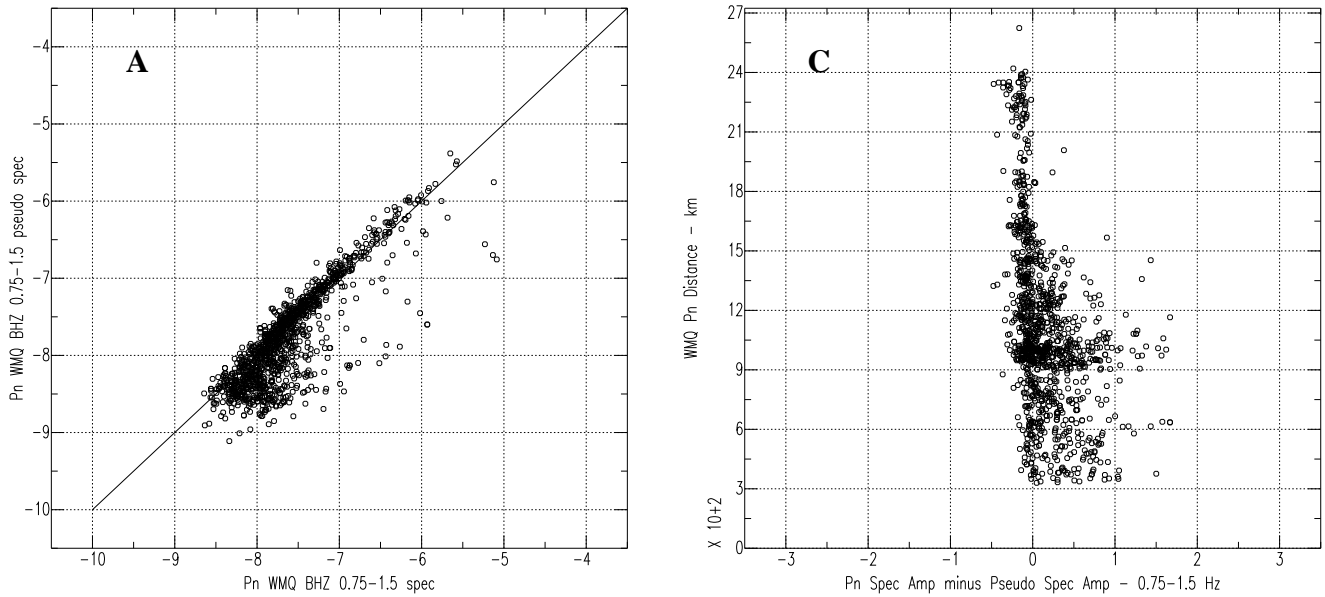 A
−4
−5
−6
−7
−8
−9
−10
Pn WMQ BHZ 0.75−1.5 pseudo spec
−10 −9 −8 −7 −6 −5 −4
Pn WMQ BHZ 0.75−1.5 spec
C
27
24
21
18
15
12
9
6
3
0
X 10+2
WMQ Pn Distance − km
−3 −2 −1 0 1 2 3
Pn Spec Amp minus Pseudo Spec Amp − 0.75−1.5 Hz